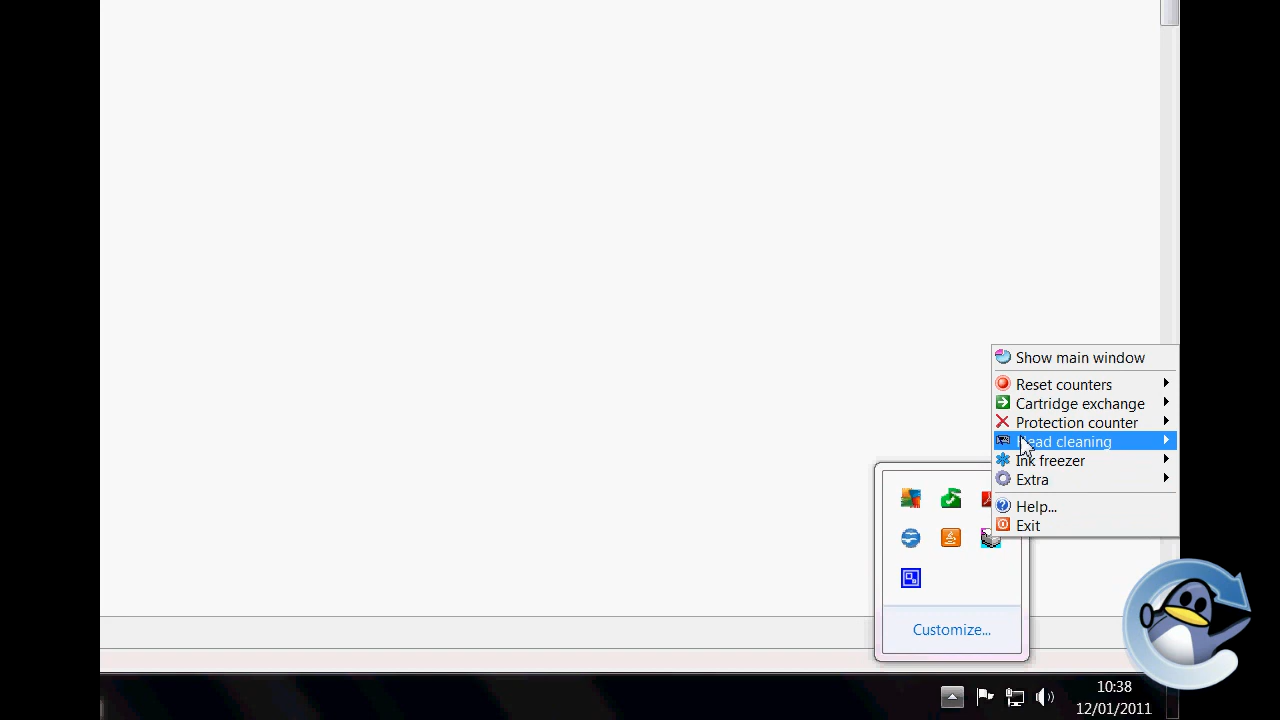 Show main window
Reset counters
Cartridge exchange
Protection counter
Head cleaning
Ink freezer
Extra
Help...
Exit
Customize...
10:38
12/01/2011